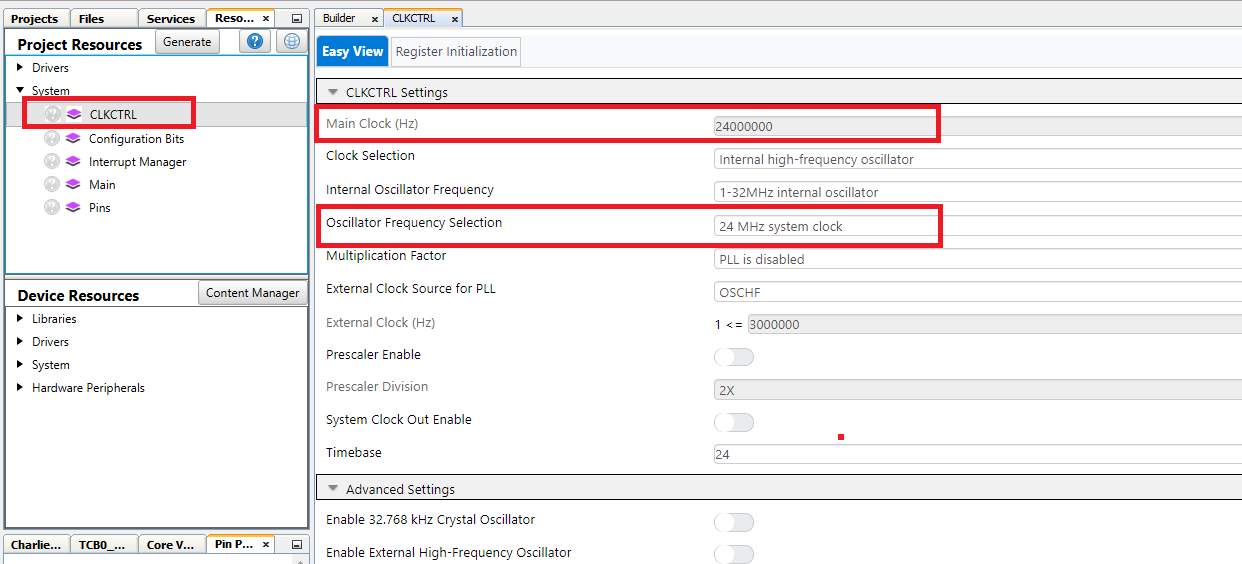 Projects Files Services Reso... ×
Project Resources Generate ?
Drivers
System
? CLKCTRL
? Configuration Bits
? Interrupt Manager
? Main
? Pins
Device Resources Content Manager
Libraries
Drivers
System
Hardware Peripherals
Charlie... TCB0_... Core V... Pin P... ×
Builder × CLKCTRL ×
Easy View Register Initialization
CLKCTRL Settings
Main Clock (Hz) 24000000
Clock Selection Internal high-frequency oscillator
Internal Oscillator Frequency 1-32MHz internal oscillator
Oscillator Frequency Selection 24 MHz system clock
Multiplication Factor PLL is disabled
External Clock Source for PLL OSCHF
External Clock (Hz) 1 <= 3000000
Prescaler Enable
Prescaler Division 2X
System Clock Out Enable
Timebase 24
Advanced Settings
Enable 32.768 kHz Crystal Oscillator
Enable External High-Frequency Oscillator